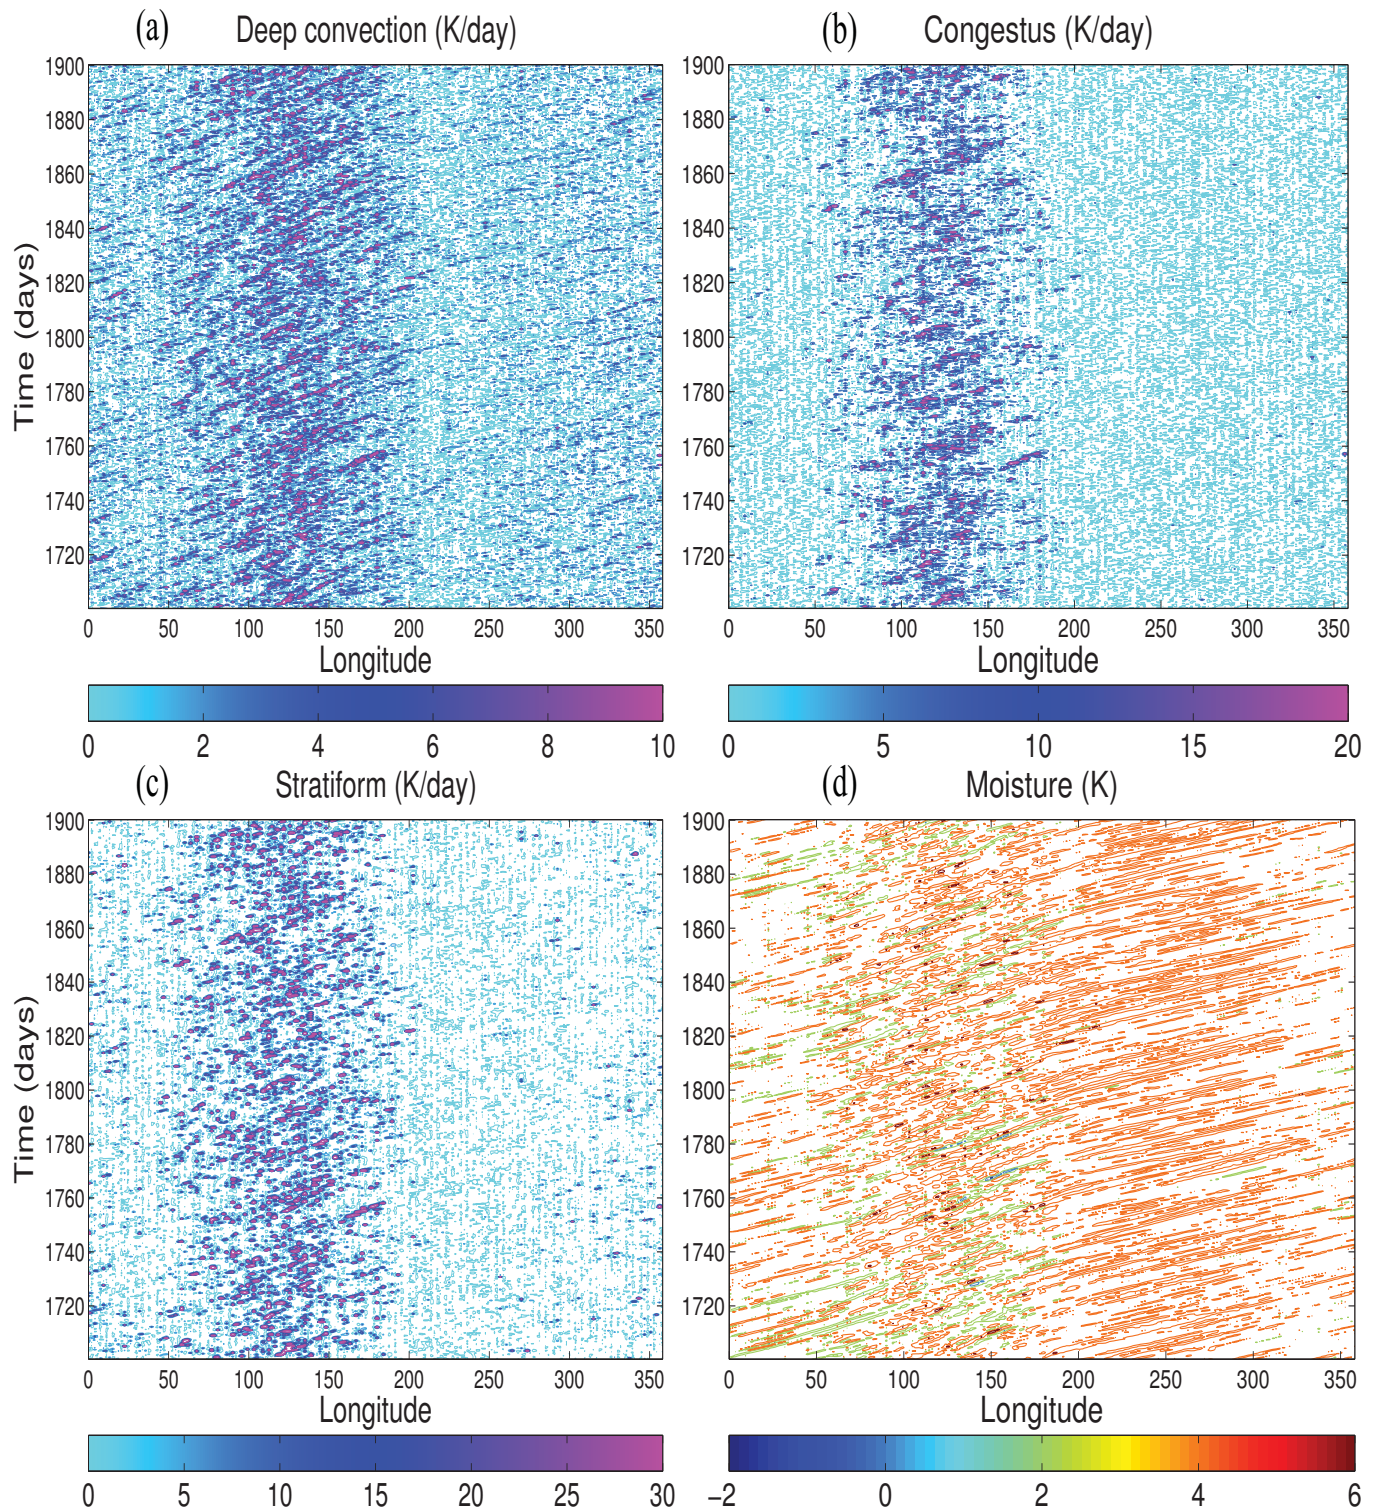 (a) Deep convection (K/day)
1900
1880
1860
1840
1820
1800
1780
1760
1740
1720
Time (days)
0 50 100 150 200 250 300 350
Longitude
0 2 4 6 8 10
(b) Congestus (K/day)
1900
1880
1860
1840
1820
1800
1780
1760
1740
1720
0 50 100 150 200 250 300 350
Longitude
0 5 10 15 20
(c) Stratiform (K/day)
1900
1880
1860
1840
1820
1800
1780
1760
1740
1720
Time (days)
0 50 100 150 200 250 300 350
Longitude
0 5 10 15 20 25 30
(d) Moisture (K)
1900
1880
1860
1840
1820
1800
1780
1760
1740
1720
0 50 100 150 200 250 300 350
Longitude
−2 0 2 4 6